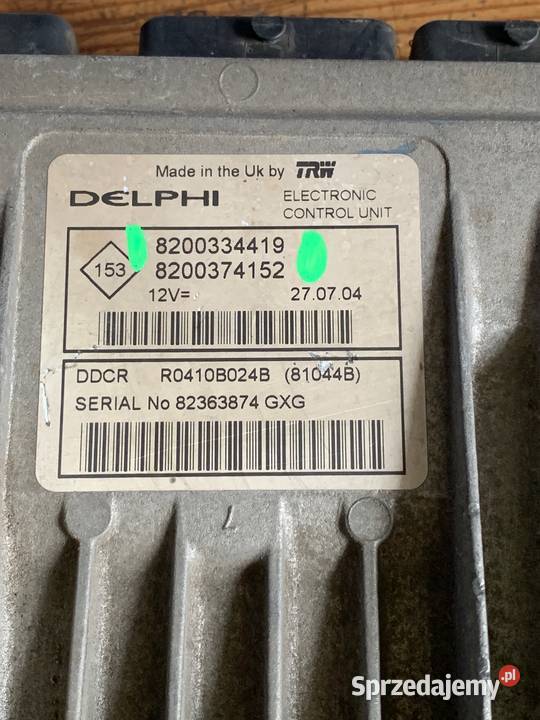 Made in the Uk by TRW
DELPHI
ELECTRONIC
CONTROL UNIT
153
8200334419
8200374152
12V=
27.07.04
DDCR R0410B024B (81044B)
SERIAL No 82363874 GXG
Sprzedajemy.pl